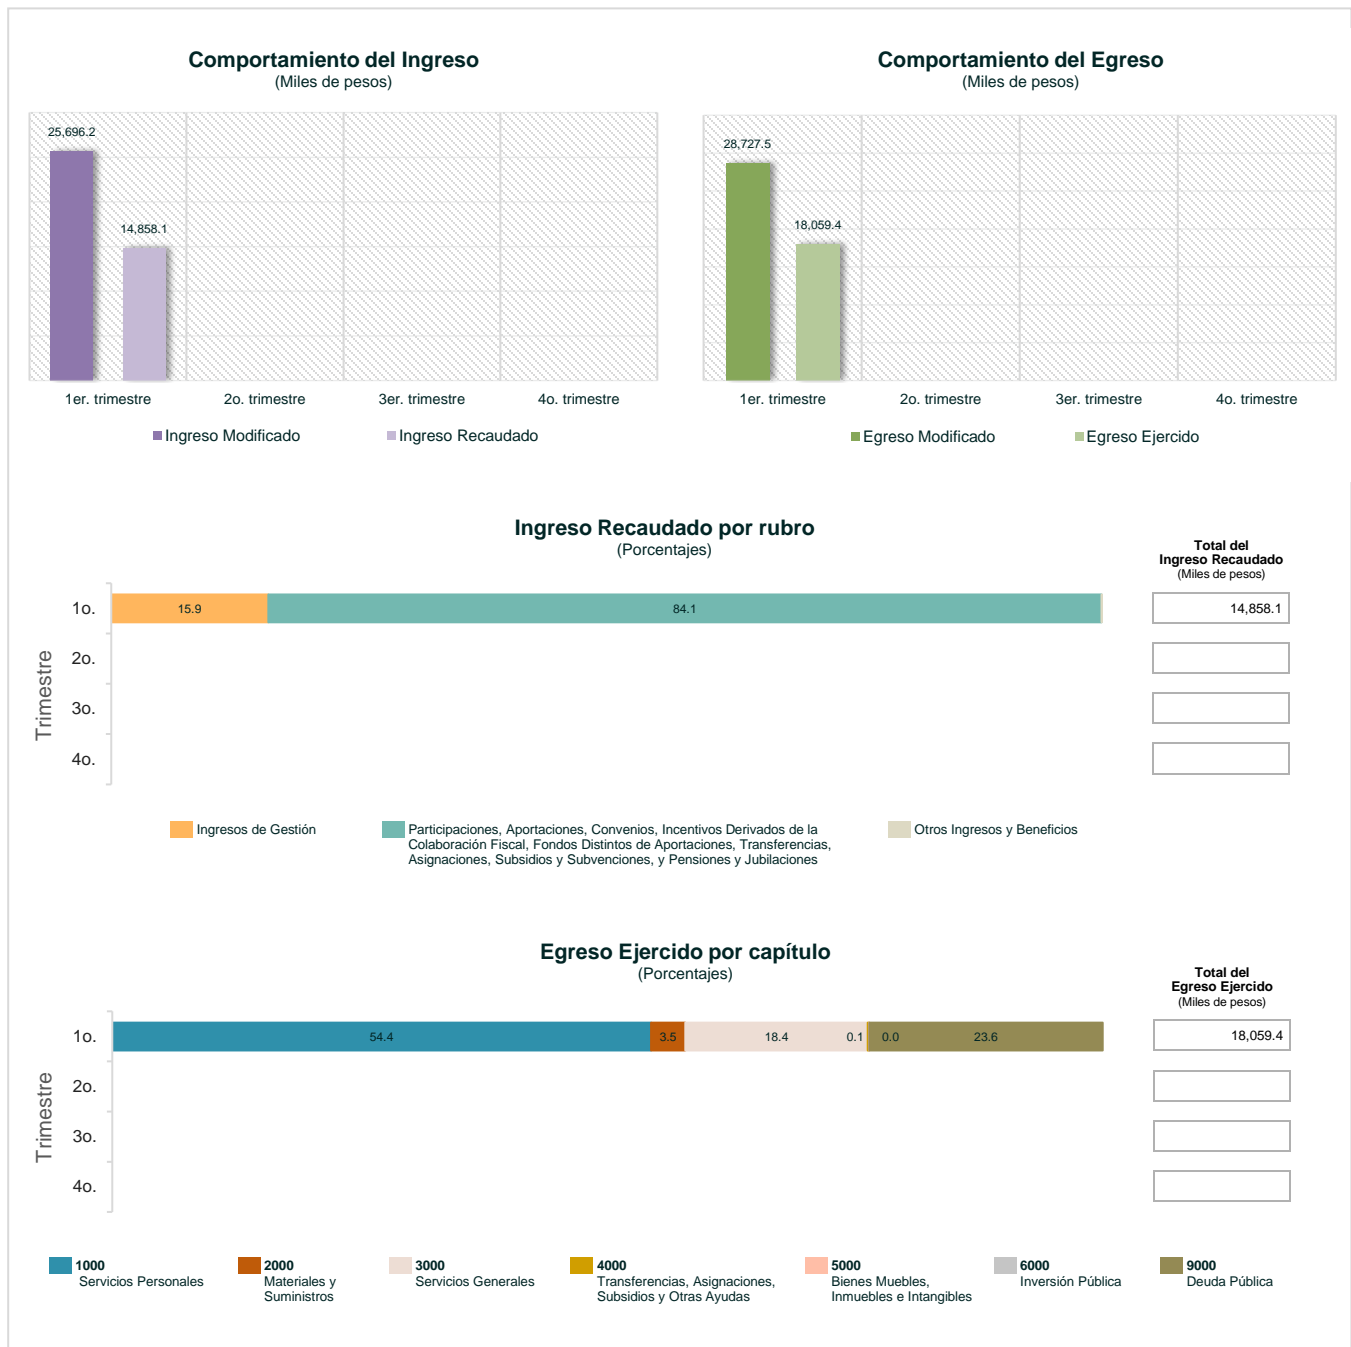 Comportamiento del Ingreso
(Miles de pesos)
25,696.2
14,858.1
1er. trimestre
2o. trimestre
3er. trimestre
4o. trimestre
Ingreso Modificado
Ingreso Recaudado
Comportamiento del Egreso
(Miles de pesos)
28,727.5
18,059.4
1er. trimestre
2o. trimestre
3er. trimestre
4o. trimestre
Egreso Modificado
Egreso Ejercido
Ingreso Recaudado por rubro
(Porcentajes)
Total del
Ingreso Recaudado
(Miles de pesos)
Trimestre
1o.
15.9
84.1
14,858.1
2o.
3o.
4o.
Ingresos de Gestión
Participaciones, Aportaciones, Convenios, Incentivos Derivados de la
Colaboración Fiscal, Fondos Distintos de Aportaciones, Transferencias,
Asignaciones, Subsidios y Subvenciones, y Pensiones y Jubilaciones
Otros Ingresos y Beneficios
Egreso Ejercido por capítulo
(Porcentajes)
Total del
Egreso Ejercido
(Miles de pesos)
Trimestre
1o.
54.4
3.5
18.4
0.1
0.0
23.6
18,059.4
2o.
3o.
4o.
1000
Servicios Personales
2000
Materiales y
Suministros
3000
Servicios Generales
4000
Transferencias, Asignaciones,
Subsidios y Otras Ayudas
5000
Bienes Muebles,
Inmuebles e Intangibles
6000
Inversión Pública
9000
Deuda Pública